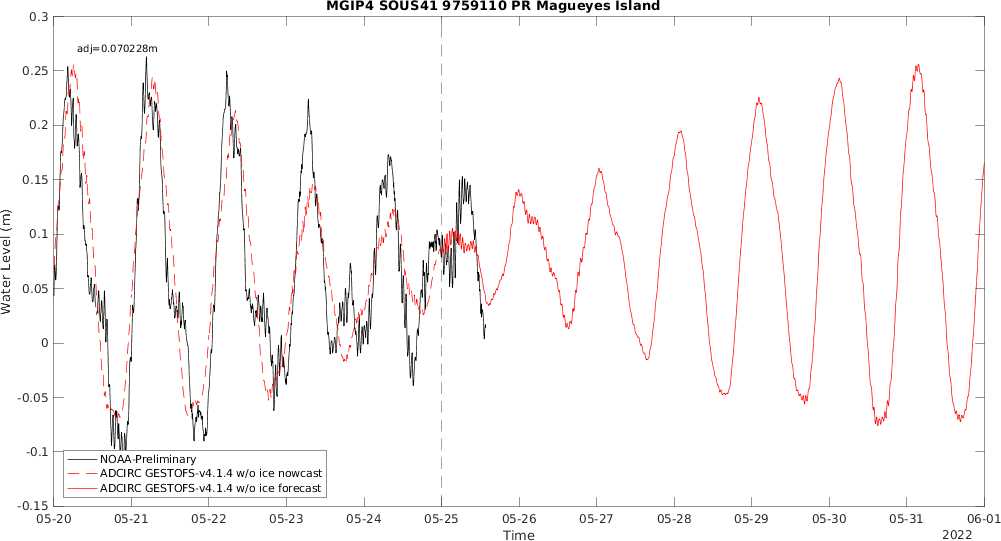 MGIP4 SOUS41 9759110 PR Magueyes Island
adj=0.070228m
Water Level (m)
0.3
0.25
0.2
0.15
0.1
0.05
0
-0.05
-0.1
-0.15
NOAA-Preliminary
ADCIRC GESTOFS-v4.1.4 w/o ice nowcast
ADCIRC GESTOFS-v4.1.4 w/o ice forecast
05-20 05-21 05-22 05-23 05-24 05-25 05-26 05-27 05-28 05-29 05-30 05-31 06-01
Time
2022